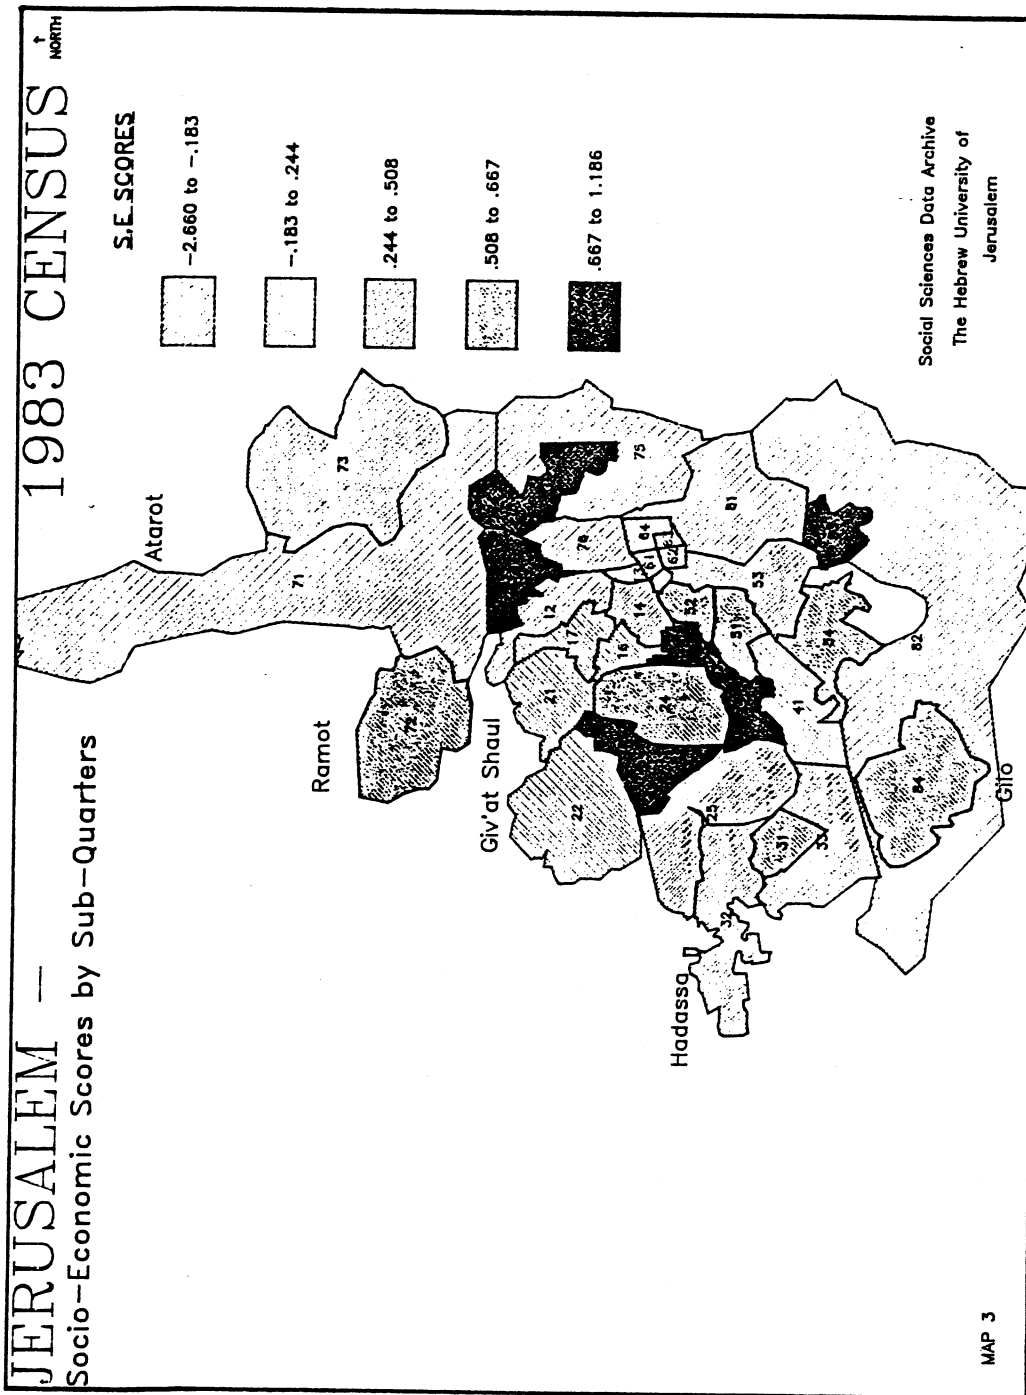 JERUSALEM — 1983 CENSUS
↑
NORTH
Socio-Economic Scores by Sub-Quarters
S.E. SCORES
-2.660 to -.183
-.183 to .244
.244 to .508
.508 to .667
.667 to 1.186
Atarot
Ramot
Giv'at Shaul
Hadassa
Gilo
71
73
72
75
76
12
17
14
16
21
22
24
25
64
61
62
52
51
53
54
81
82
41
31
33
32
84
Social Sciences Data Archive
The Hebrew University of
Jerusalem
MAP 3